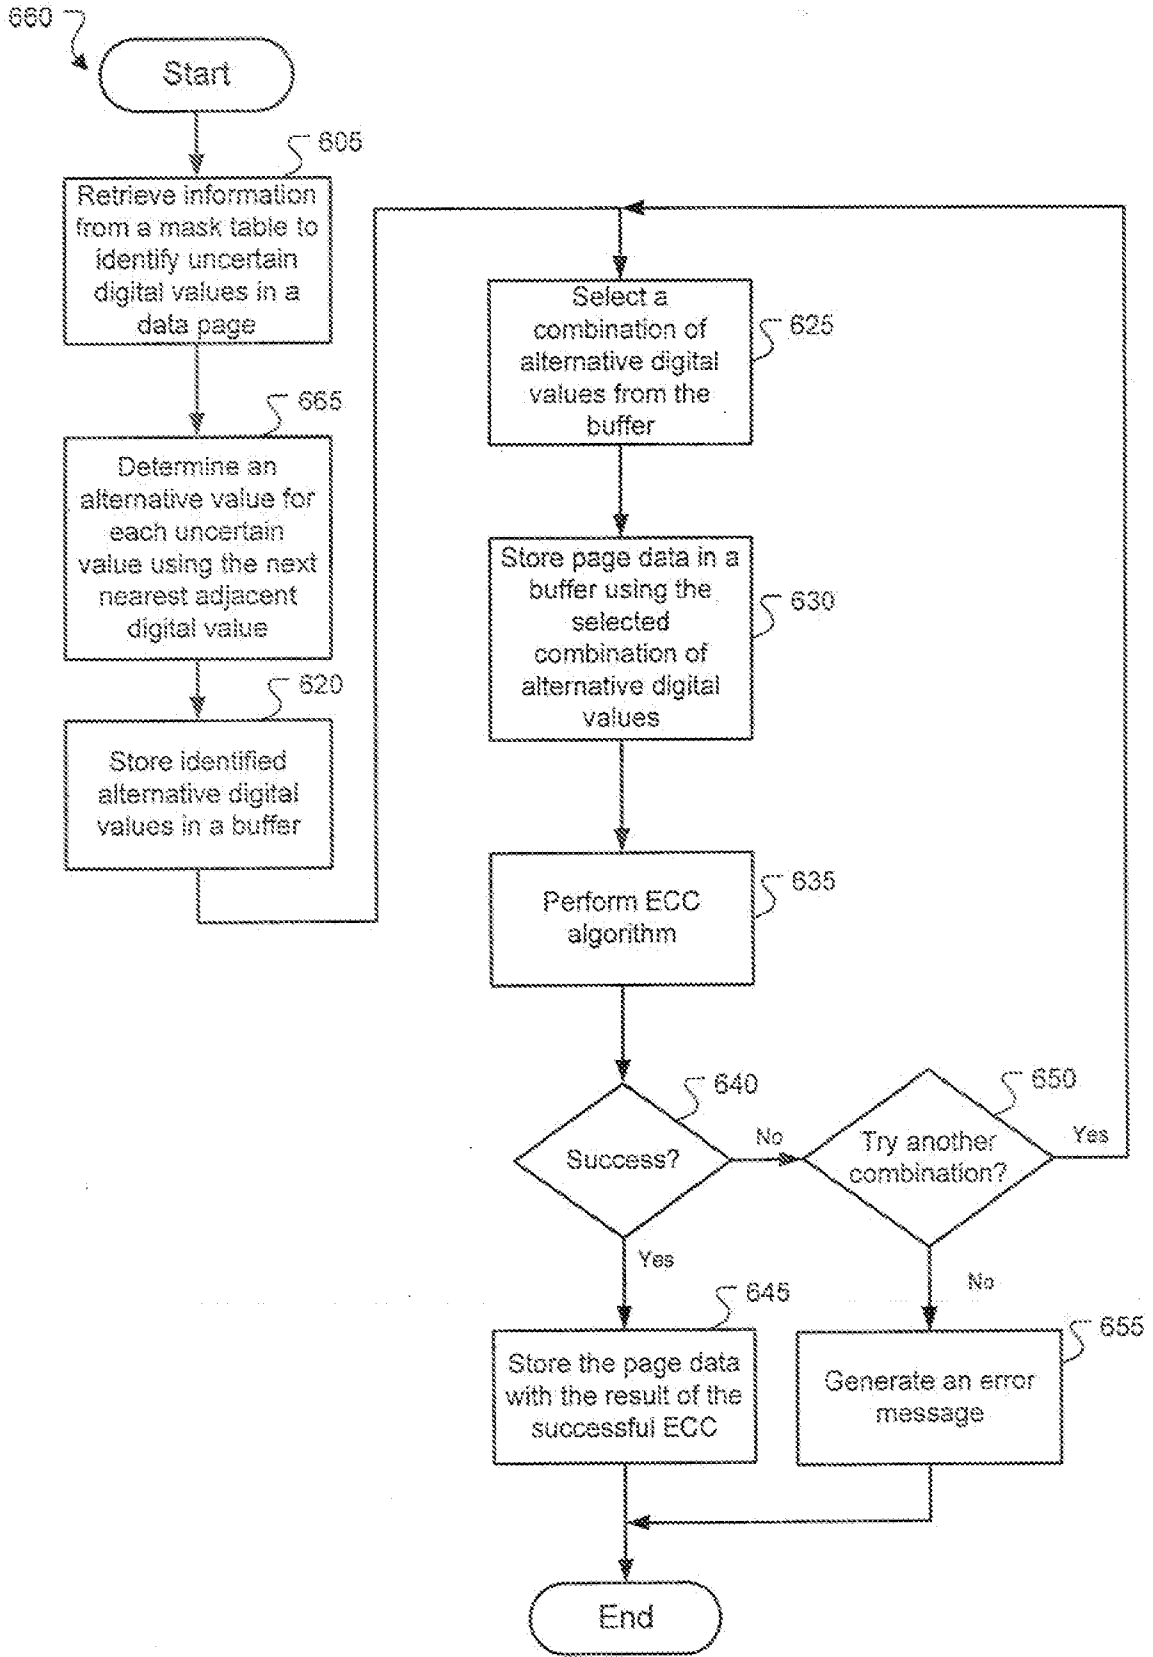 660
Start
605
Retrieve information
from a mask table to
identify uncertain
digital values in a
data page
665
Determine an
alternative value for
each uncertain
value using the next
nearest adjacent
digital value
620
Store identified
alternative digital
values in a buffer
Select a
combination of
alternative digital
values from the
buffer
625
Store page data in a
buffer using the
selected
combination of
alternative digital
values
630
Perform ECC
algorithm
635
640
Success?
No
650
Try another
combination?
Yes
Yes
No
645
Store the page data
with the result of the
successful ECC
655
Generate an error
message
End